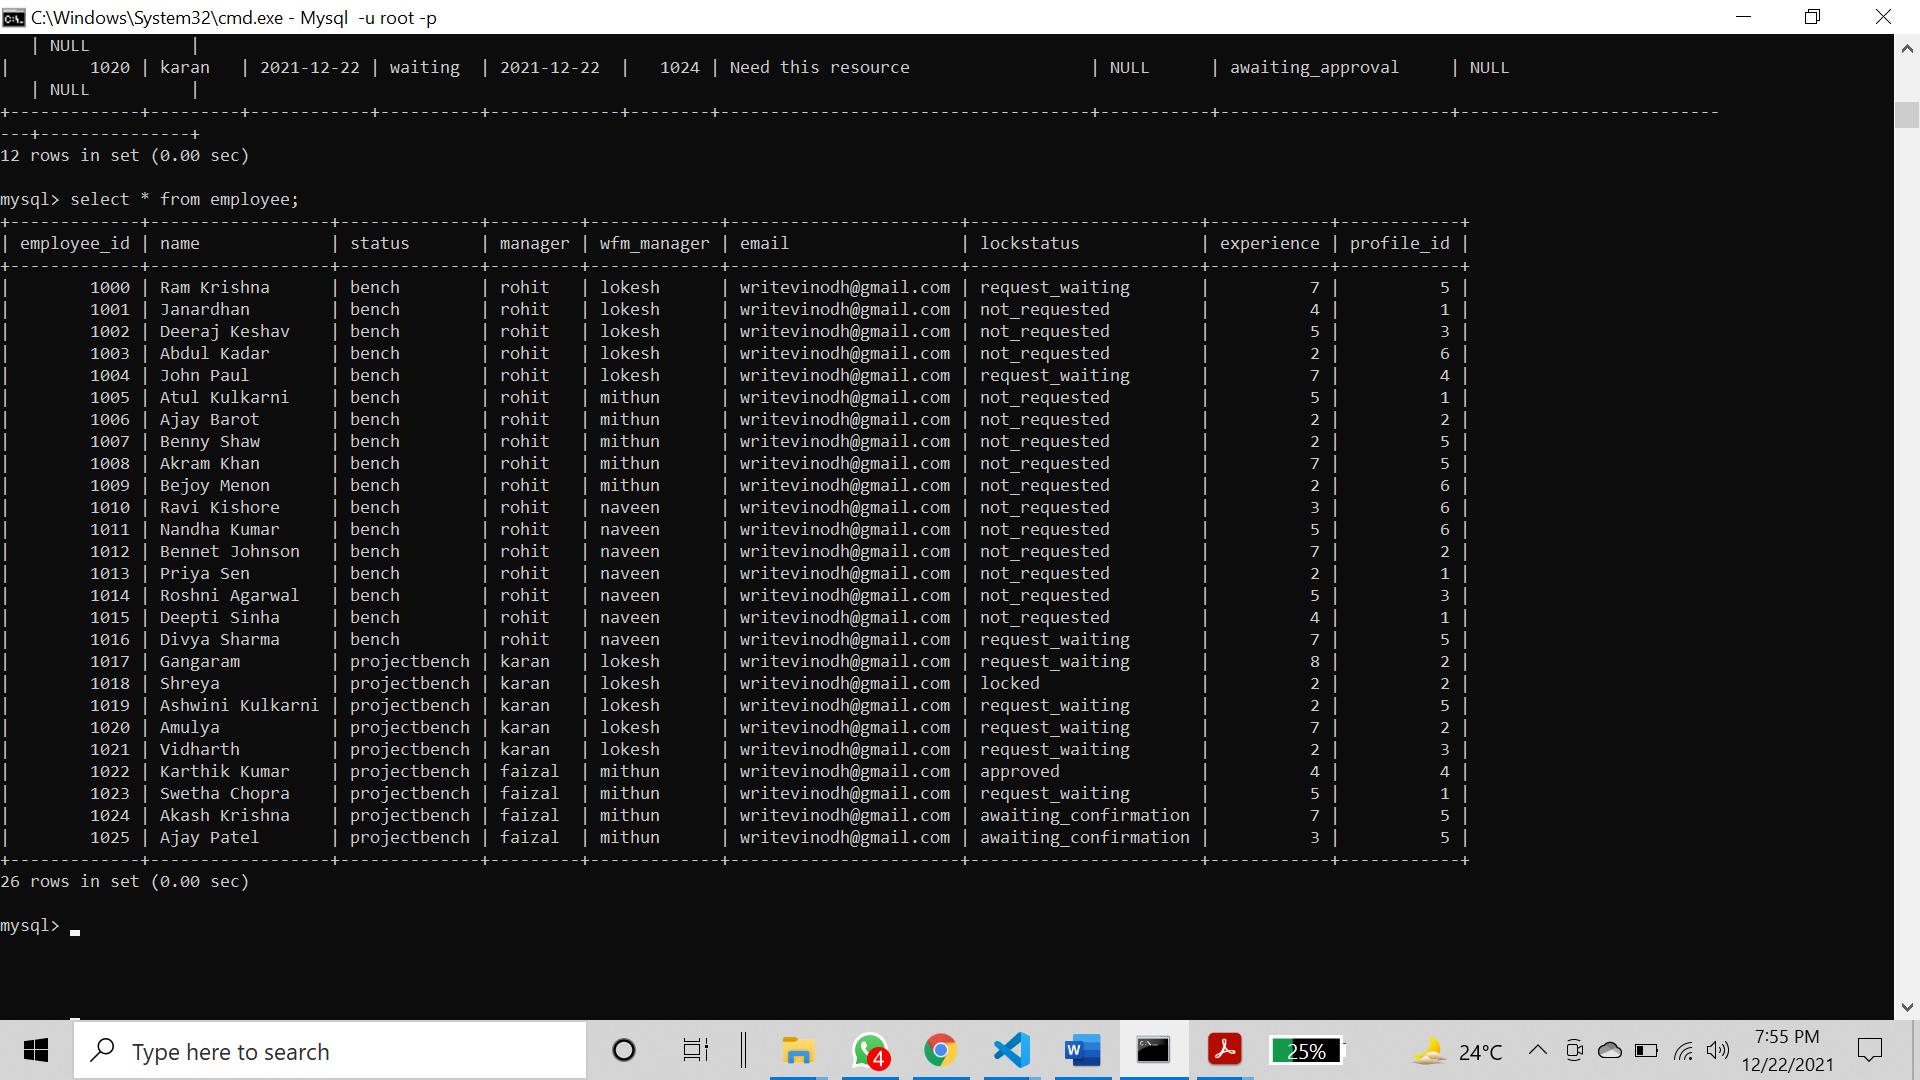 C:\Windows\System32\cmd.exe - Mysql  -u root -p
   | NULL          |
|        1020 | karan   | 2021-12-22 | waiting  | 2021-12-22  |   1024 | Need this resource                  | NULL      | awaiting_approval     | NULL
   | NULL          |
+-------------+---------+------------+----------+-------------+--------+-------------------------------------+-----------+-----------------------+--------------------------
---+---------------+
12 rows in set (0.00 sec)
mysql> select * from employee;
+-------------+------------------+--------------+---------+-------------+-----------------------+-----------------------+------------+------------+
| employee_id | name             | status       | manager | wfm_manager | email                 | lockstatus            | experience | profile_id |
+-------------+------------------+--------------+---------+-------------+-----------------------+-----------------------+------------+------------+
|        1000 | Ram Krishna      | bench        | rohit   | lokesh      | writevinodh@gmail.com | request_waiting       |          7 |          5 |
|        1001 | Janardhan        | bench        | rohit   | lokesh      | writevinodh@gmail.com | not_requested         |          4 |          1 |
|        1002 | Deeraj Keshav    | bench        | rohit   | lokesh      | writevinodh@gmail.com | not_requested         |          5 |          3 |
|        1003 | Abdul Kadar      | bench        | rohit   | lokesh      | writevinodh@gmail.com | not_requested         |          2 |          6 |
|        1004 | John Paul        | bench        | rohit   | lokesh      | writevinodh@gmail.com | request_waiting       |          7 |          4 |
|        1005 | Atul Kulkarni    | bench        | rohit   | mithun      | writevinodh@gmail.com | not_requested         |          5 |          1 |
|        1006 | Ajay Barot       | bench        | rohit   | mithun      | writevinodh@gmail.com | not_requested         |          2 |          2 |
|        1007 | Benny Shaw       | bench        | rohit   | mithun      | writevinodh@gmail.com | not_requested         |          2 |          5 |
|        1008 | Akram Khan       | bench        | rohit   | mithun      | writevinodh@gmail.com | not_requested         |          7 |          5 |
|        1009 | Bejoy Menon      | bench        | rohit   | mithun      | writevinodh@gmail.com | not_requested         |          2 |          6 |
|        1010 | Ravi Kishore     | bench        | rohit   | naveen      | writevinodh@gmail.com | not_requested         |          3 |          6 |
|        1011 | Nandha Kumar     | bench        | rohit   | naveen      | writevinodh@gmail.com | not_requested         |          5 |          6 |
|        1012 | Bennet Johnson   | bench        | rohit   | naveen      | writevinodh@gmail.com | not_requested         |          7 |          2 |
|        1013 | Priya Sen        | bench        | rohit   | naveen      | writevinodh@gmail.com | not_requested         |          2 |          1 |
|        1014 | Roshni Agarwal   | bench        | rohit   | naveen      | writevinodh@gmail.com | not_requested         |          5 |          3 |
|        1015 | Deepti Sinha     | bench        | rohit   | naveen      | writevinodh@gmail.com | not_requested         |          4 |          1 |
|        1016 | Divya Sharma     | bench        | rohit   | naveen      | writevinodh@gmail.com | request_waiting       |          7 |          5 |
|        1017 | Gangaram         | projectbench | karan   | lokesh      | writevinodh@gmail.com | request_waiting       |          8 |          2 |
|        1018 | Shreya           | projectbench | karan   | lokesh      | writevinodh@gmail.com | locked                |          2 |          2 |
|        1019 | Ashwini Kulkarni | projectbench | karan   | lokesh      | writevinodh@gmail.com | request_waiting       |          2 |          5 |
|        1020 | Amulya           | projectbench | karan   | lokesh      | writevinodh@gmail.com | request_waiting       |          7 |          2 |
|        1021 | Vidharth         | projectbench | karan   | lokesh      | writevinodh@gmail.com | request_waiting       |          2 |          3 |
|        1022 | Karthik Kumar    | projectbench | faizal  | mithun      | writevinodh@gmail.com | approved              |          4 |          4 |
|        1023 | Swetha Chopra    | projectbench | faizal  | mithun      | writevinodh@gmail.com | request_waiting       |          5 |          1 |
|        1024 | Akash Krishna    | projectbench | faizal  | mithun      | writevinodh@gmail.com | awaiting_confirmation |          7 |          5 |
|        1025 | Ajay Patel       | projectbench | faizal  | mithun      | writevinodh@gmail.com | awaiting_confirmation |          3 |          5 |
+-------------+------------------+--------------+---------+-------------+-----------------------+-----------------------+------------+------------+
26 rows in set (0.00 sec)
mysql>
Type here to search
4
25%
24°C
7:55 PM
12/22/2021